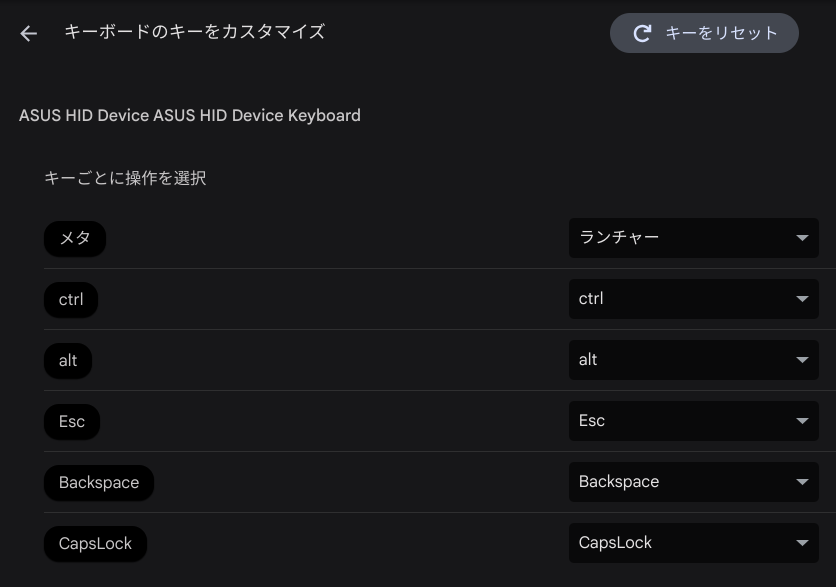 キーボードのキーをカスタマイズ
キーをリセット
ASUS HID Device ASUS HID Device Keyboard
キーごとに操作を選択
メタ ランチャー
ctrl ctrl
alt alt
Esc Esc
Backspace Backspace
CapsLock CapsLock